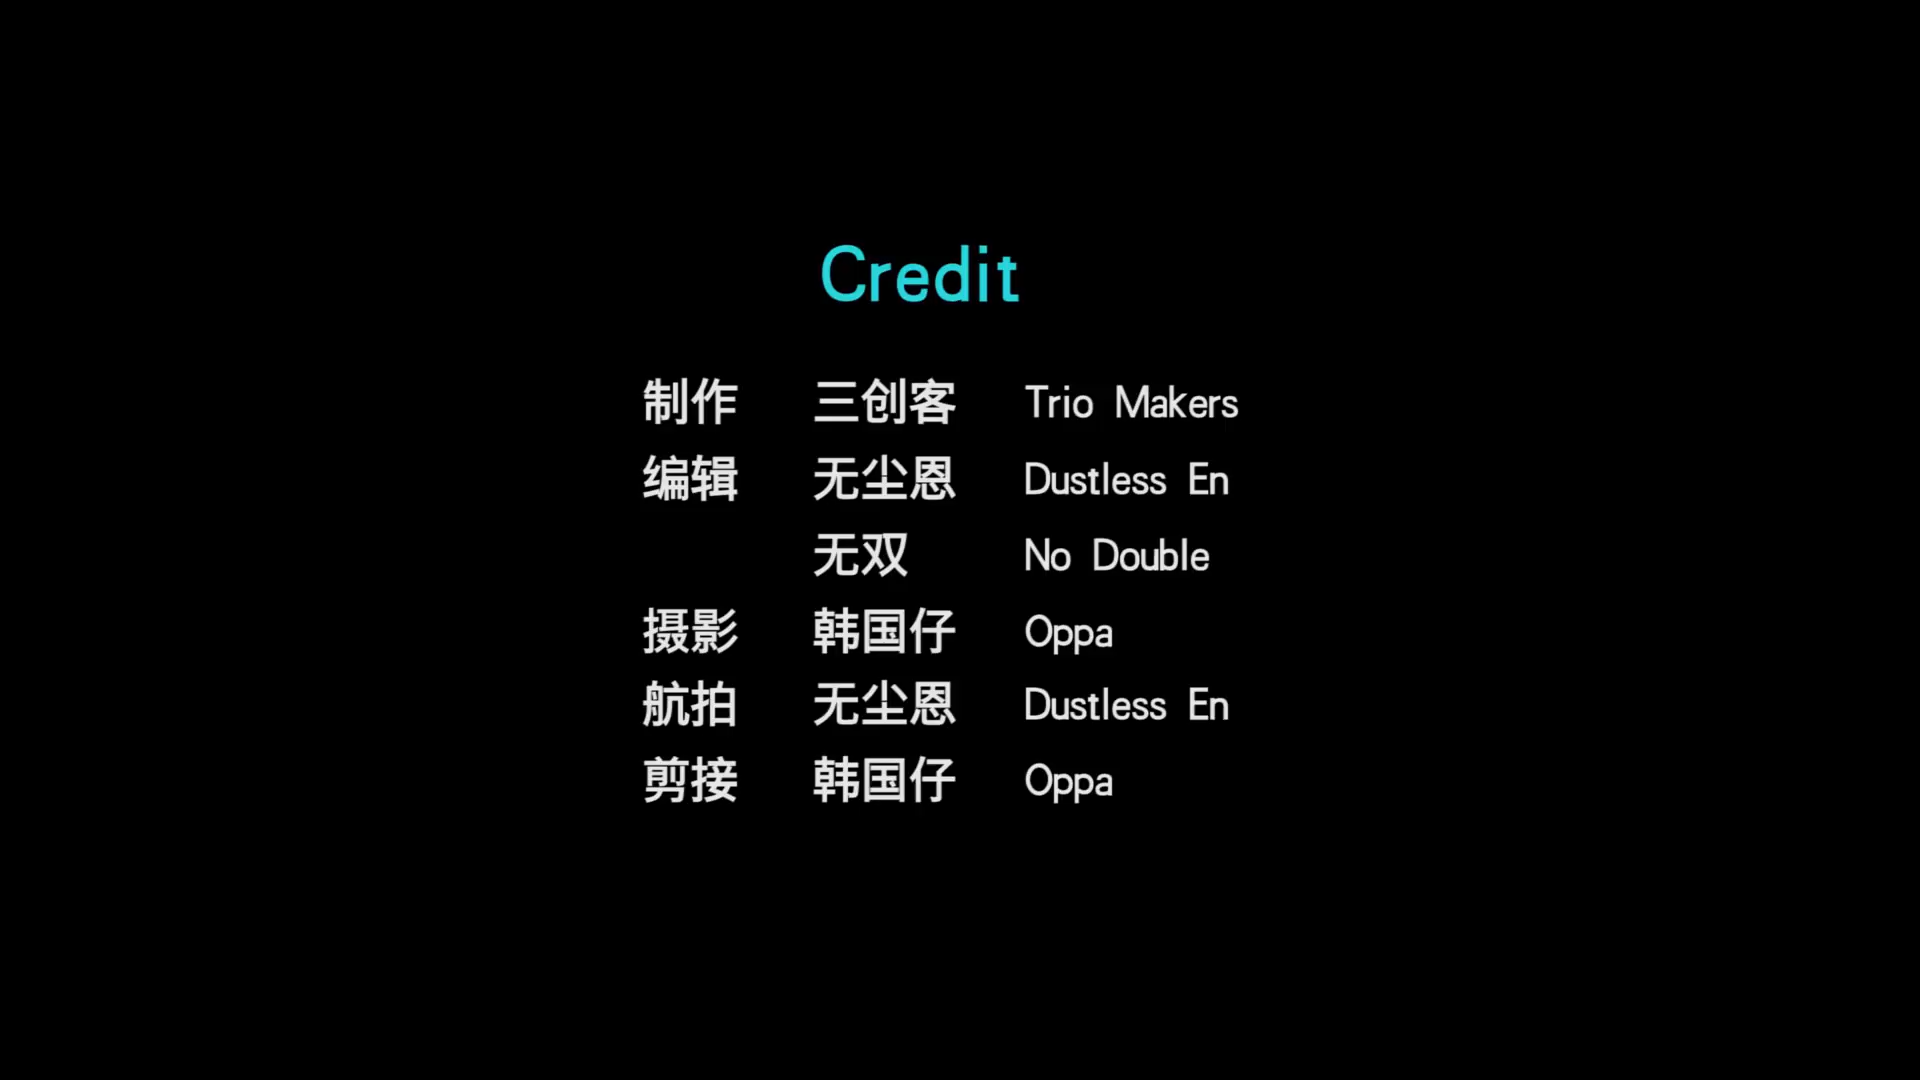 Credit
制作 三创客 Trio Makers
编辑 无尘恩 Dustless En
无双 No Double
摄影 韩国仔 Oppa
航拍 无尘恩 Dustless En
剪接 韩国仔 Oppa